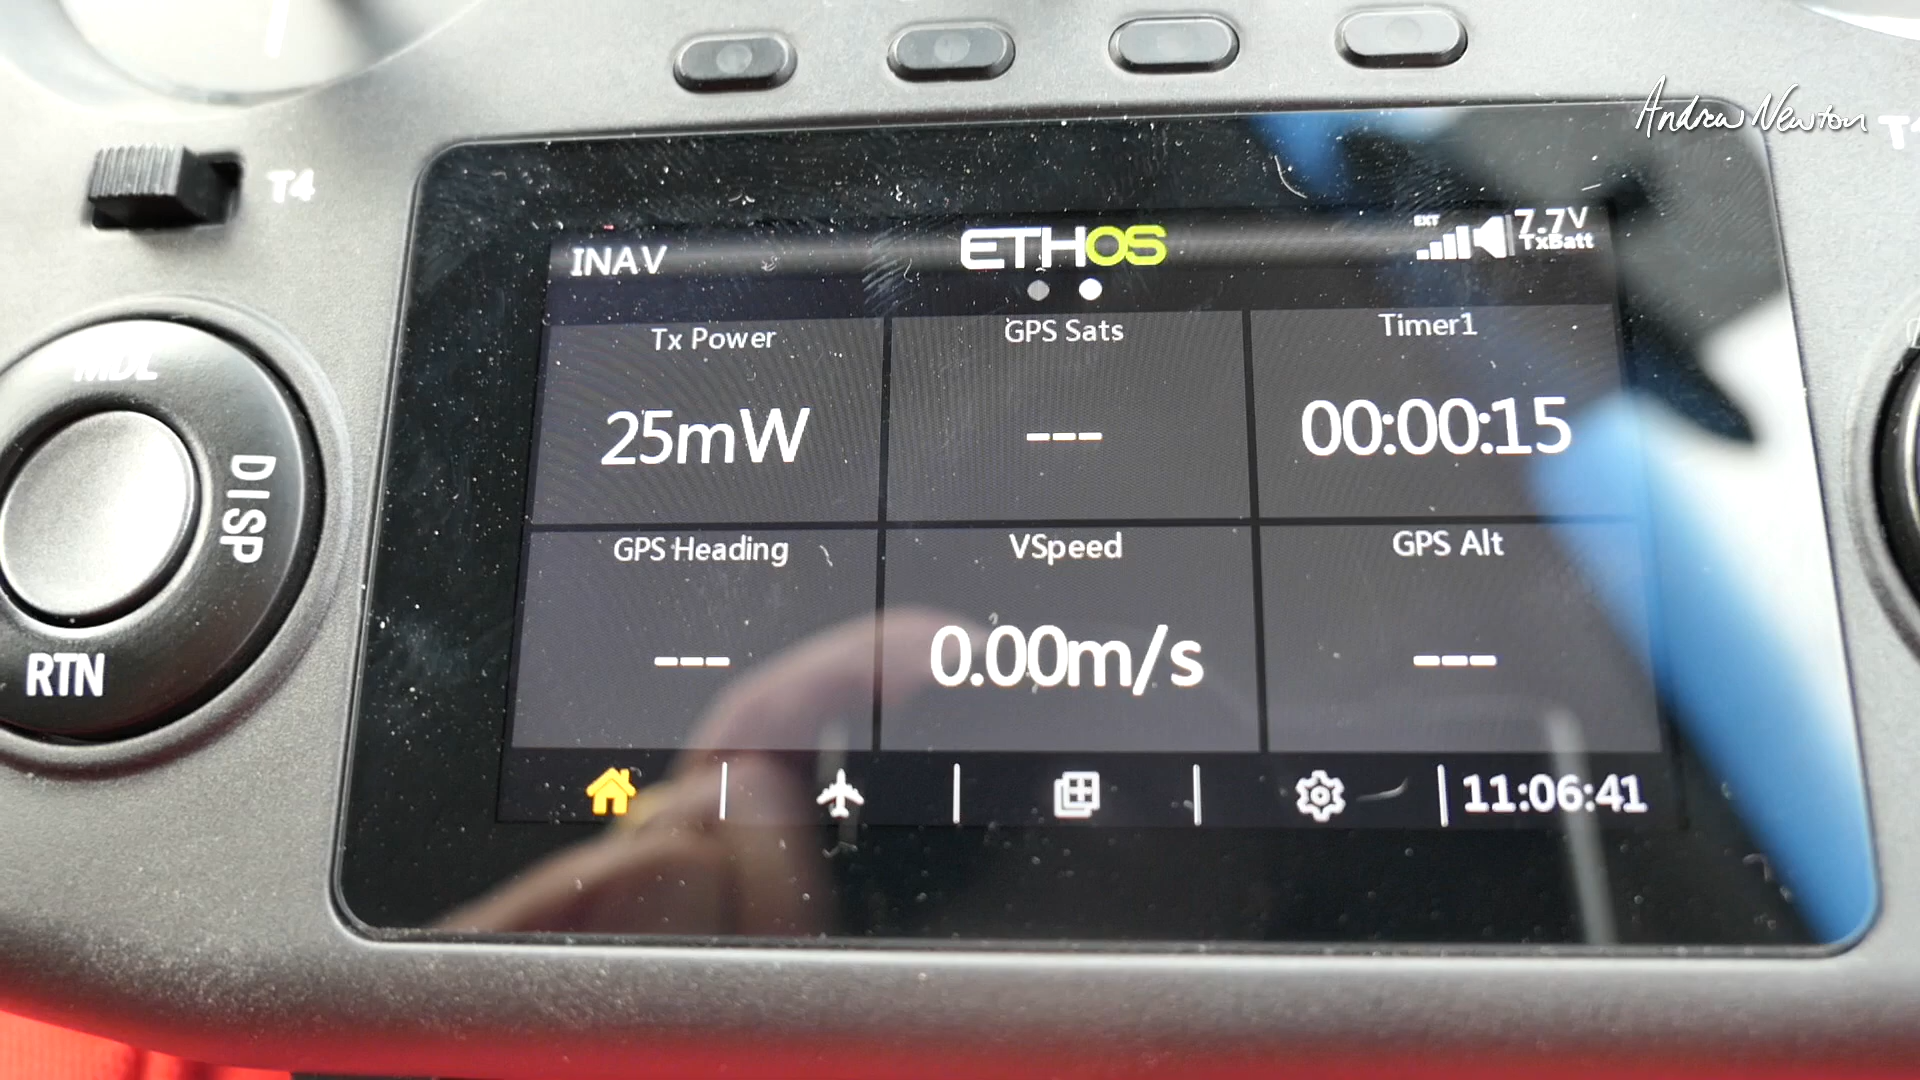 Andrew Newton
T4
INAV
ETHOS
EXT
7.7V
TxBatt
Tx Power
GPS Sats
Timer1
25mW
---
00:00:15
GPS Heading
VSpeed
GPS Alt
---
0.00m/s
---
11:06:41
MDL
DISP
RTN